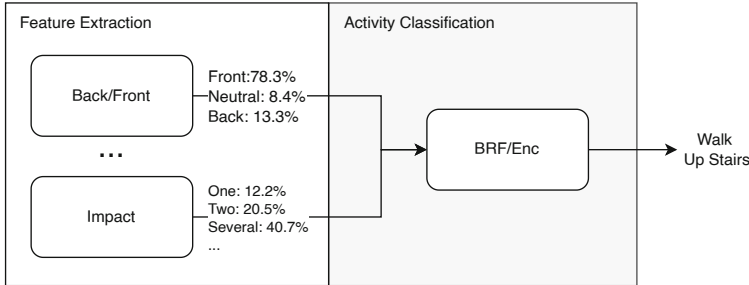 Feature Extraction
Activity Classification
Back/Front
Front:78.3%
Neutral: 8.4%
Back: 13.3%
...
Impact
One: 12.2%
Two: 20.5%
Several: 40.7%
...
BRF/Enc
Walk
Up Stairs